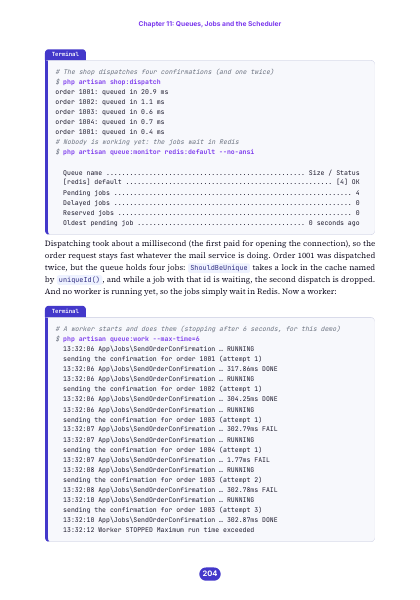 Chapter 11: Queues, Jobs and the Scheduler
Terminal
# The shop dispatches four confirmations (and one twice)
$ php artisan shop:dispatch
order 1001: queued in 20.9 ms
order 1002: queued in 1.1 ms
order 1003: queued in 0.6 ms
order 1004: queued in 0.7 ms
order 1001: queued in 0.4 ms
# Nobody is working yet: the jobs wait in Redis
$ php artisan queue:monitor redis:default --no-ansi
Queue name ................................................ Size / Status
[redis] default ................................................ [4] OK
Pending jobs ................................................ 4
Delayed jobs ................................................ 0
Reserved jobs ................................................ 0
Oldest pending job ................................................ 0 seconds ago
Dispatching took about a millisecond (the first paid for opening the connection), so the
order request stays fast whatever the mail service is doing. Order 1001 was dispatched
twice, but the queue holds four jobs: ShouldBeUnique takes a lock in the cache named
by uniqueId(), and while a job with that id is waiting, the second dispatch is dropped.
And no worker is running yet, so the jobs simply wait in Redis. Now a worker:
Terminal
# A worker starts and does them (stopping after 6 seconds, for this demo)
$ php artisan queue:work --max-time=6
13:32:06 App\Jobs\SendOrderConfirmation … RUNNING
sending the confirmation for order 1001 (attempt 1)
13:32:06 App\Jobs\SendOrderConfirmation … 317.86ms DONE
13:32:06 App\Jobs\SendOrderConfirmation … RUNNING
sending the confirmation for order 1002 (attempt 1)
13:32:06 App\Jobs\SendOrderConfirmation … 304.25ms DONE
13:32:06 App\Jobs\SendOrderConfirmation … RUNNING
sending the confirmation for order 1003 (attempt 1)
13:32:07 App\Jobs\SendOrderConfirmation … 302.79ms FAIL
13:32:07 App\Jobs\SendOrderConfirmation … RUNNING
sending the confirmation for order 1004 (attempt 1)
13:32:07 App\Jobs\SendOrderConfirmation … 1.77ms FAIL
13:32:08 App\Jobs\SendOrderConfirmation … RUNNING
sending the confirmation for order 1003 (attempt 2)
13:32:08 App\Jobs\SendOrderConfirmation … 302.78ms FAIL
13:32:10 App\Jobs\SendOrderConfirmation … RUNNING
sending the confirmation for order 1003 (attempt 3)
13:32:10 App\Jobs\SendOrderConfirmation … 302.87ms DONE
13:32:12 Worker STOPPED Maximum run time exceeded
204